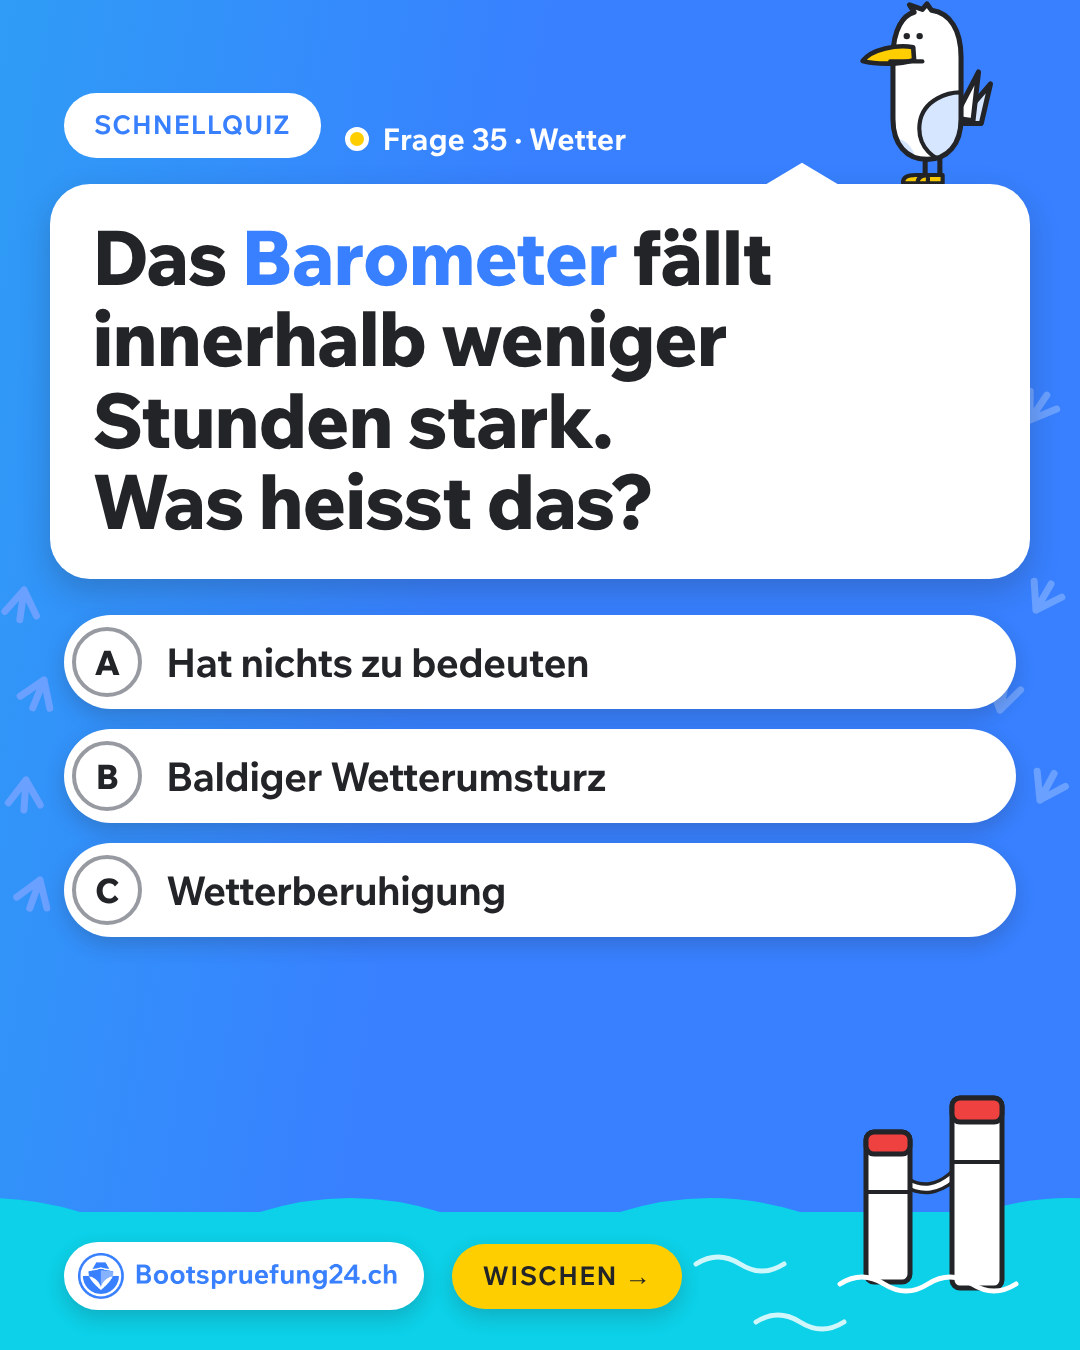 SCHNELLQUIZ
Frage 35 · Wetter
Das Barometer fällt
innerhalb weniger
Stunden stark.
Was heisst das?
A Hat nichts zu bedeuten
B Baldiger Wetterumsturz
C Wetterberuhigung
Bootspruefung24.ch
WISCHEN →